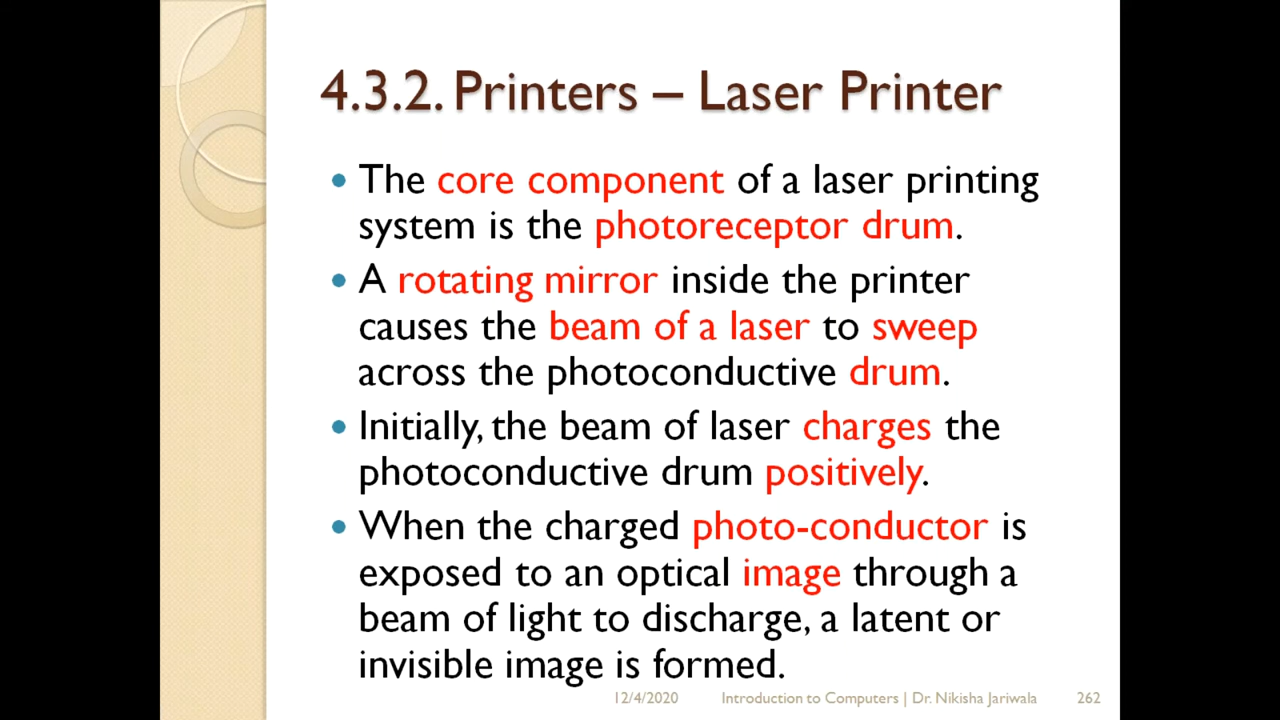 4.3.2. Printers – Laser Printer
• The core component of a laser printing
system is the photoreceptor drum.
• A rotating mirror inside the printer
causes the beam of a laser to sweep
across the photoconductive drum.
• Initially, the beam of laser charges the
photoconductive drum positively.
• When the charged photo-conductor is
exposed to an optical image through a
beam of light to discharge, a latent or
invisible image is formed.
12/4/2020 Introduction to Computers | Dr. Nikisha Jariwala 262